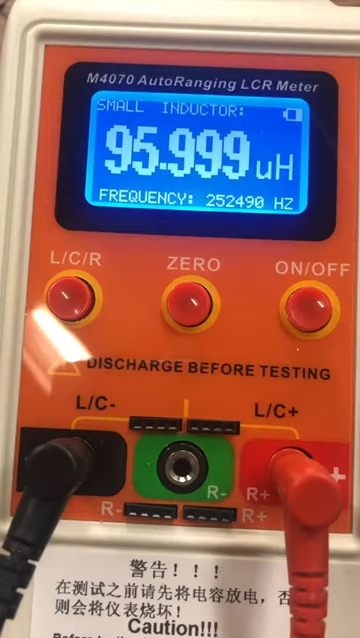 M4070 AutoRanging LCR Meter
SMALL INDUCTOR:
95.999 uH
FREQUENCY: 252490 HZ
L/C/R ZERO ON/OFF
DISCHARGE BEFORE TESTING
L/C- L/C+
R- R+ +
R- R+
警告！！！
在测试之前请先将电容放电，否
则会将仪表烧坏！
Caution!!!